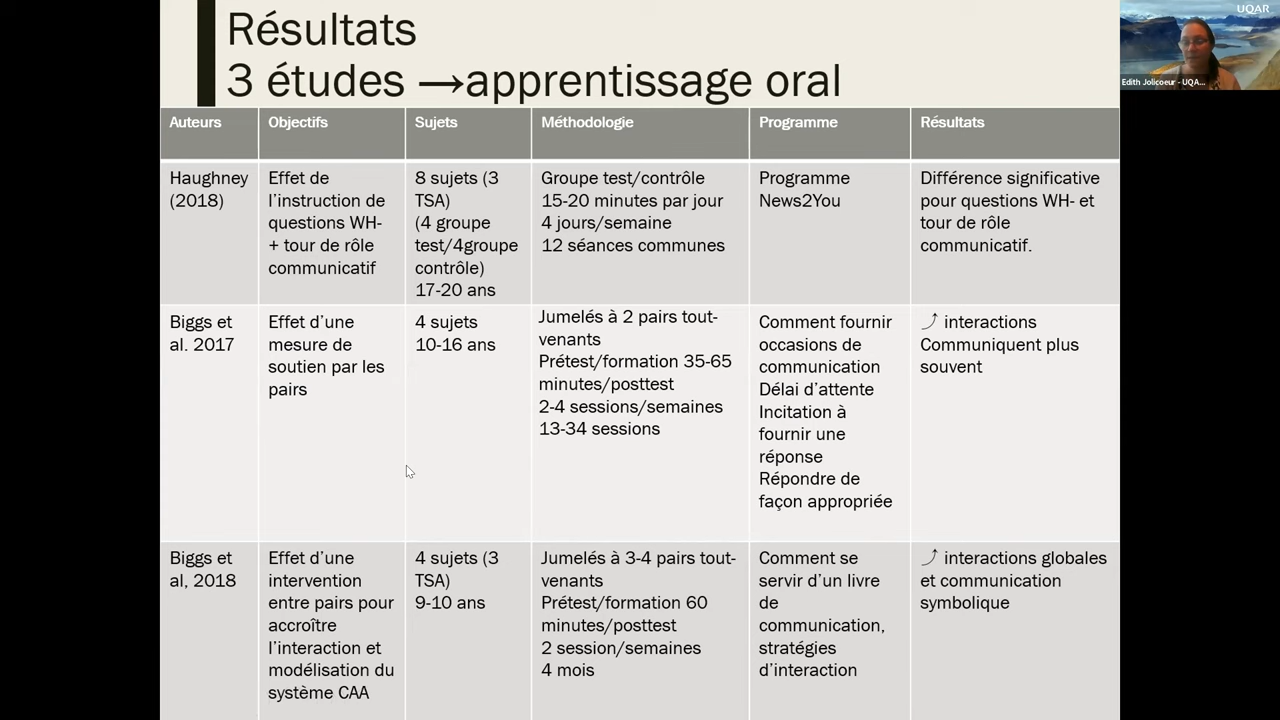 Résultats
3 études →apprentissage oral
UQAR
Edith Jolicoeur - UQA...
Auteurs
Objectifs
Sujets
Méthodologie
Programme
Résultats
Haughney
(2018)
Effet de
l'instruction de
questions WH-
+ tour de rôle
communicatif
8 sujets (3
TSA)
(4 groupe
test/4groupe
contrôle)
17-20 ans
Groupe test/contrôle
15-20 minutes par jour
4 jours/semaine
12 séances communes
Programme
News2You
Différence significative
pour questions WH- et
tour de rôle
communicatif.
Biggs et
al. 2017
Effet d'une
mesure de
soutien par les
pairs
4 sujets
10-16 ans
Jumelés à 2 pairs tout-
venants
Prétest/formation 35-65
minutes/posttest
2-4 sessions/semaines
13-34 sessions
Comment fournir
occasions de
communication
Délai d'attente
Incitation à
fournir une
réponse
Répondre de
façon appropriée
⤴ interactions
Communiquent plus
souvent
Biggs et
al, 2018
Effet d'une
intervention
entre pairs pour
accroître
l'interaction et
modélisation du
système CAA
4 sujets (3
TSA)
9-10 ans
Jumelés à 3-4 pairs tout-
venants
Prétest/formation 60
minutes/posttest
2 session/semaines
4 mois
Comment se
servir d'un livre
de
communication,
stratégies
d'interaction
⤴ interactions globales
et communication
symbolique